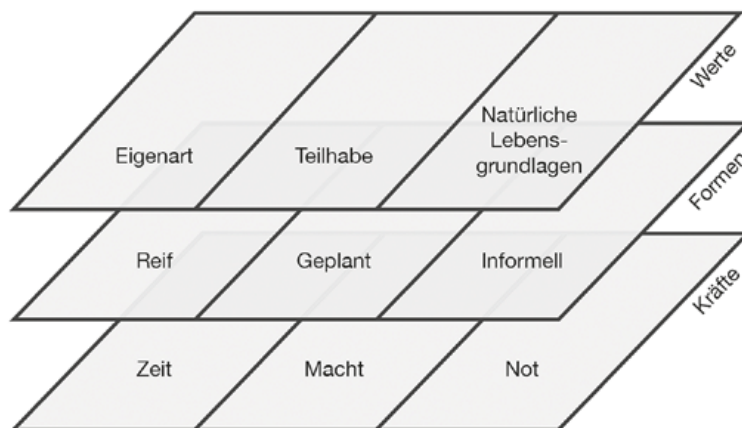 Werte
Eigenart
Teilhabe
Natürliche
Lebens-
grundlagen
Formen
Reif
Geplant
Informell
Kräfte
Zeit
Macht
Not